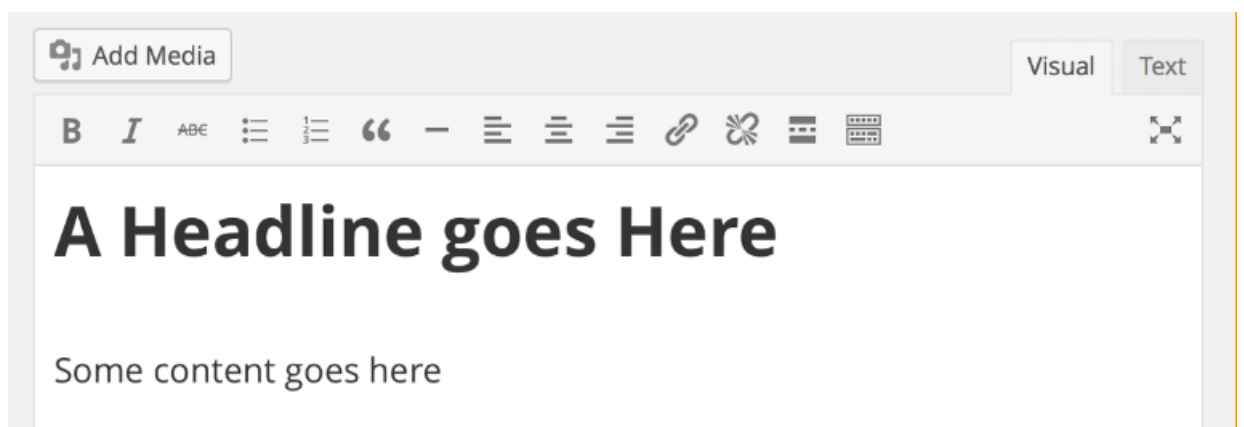 Add Media
Visual Text
B I ABC
A Headline goes Here
Some content goes here